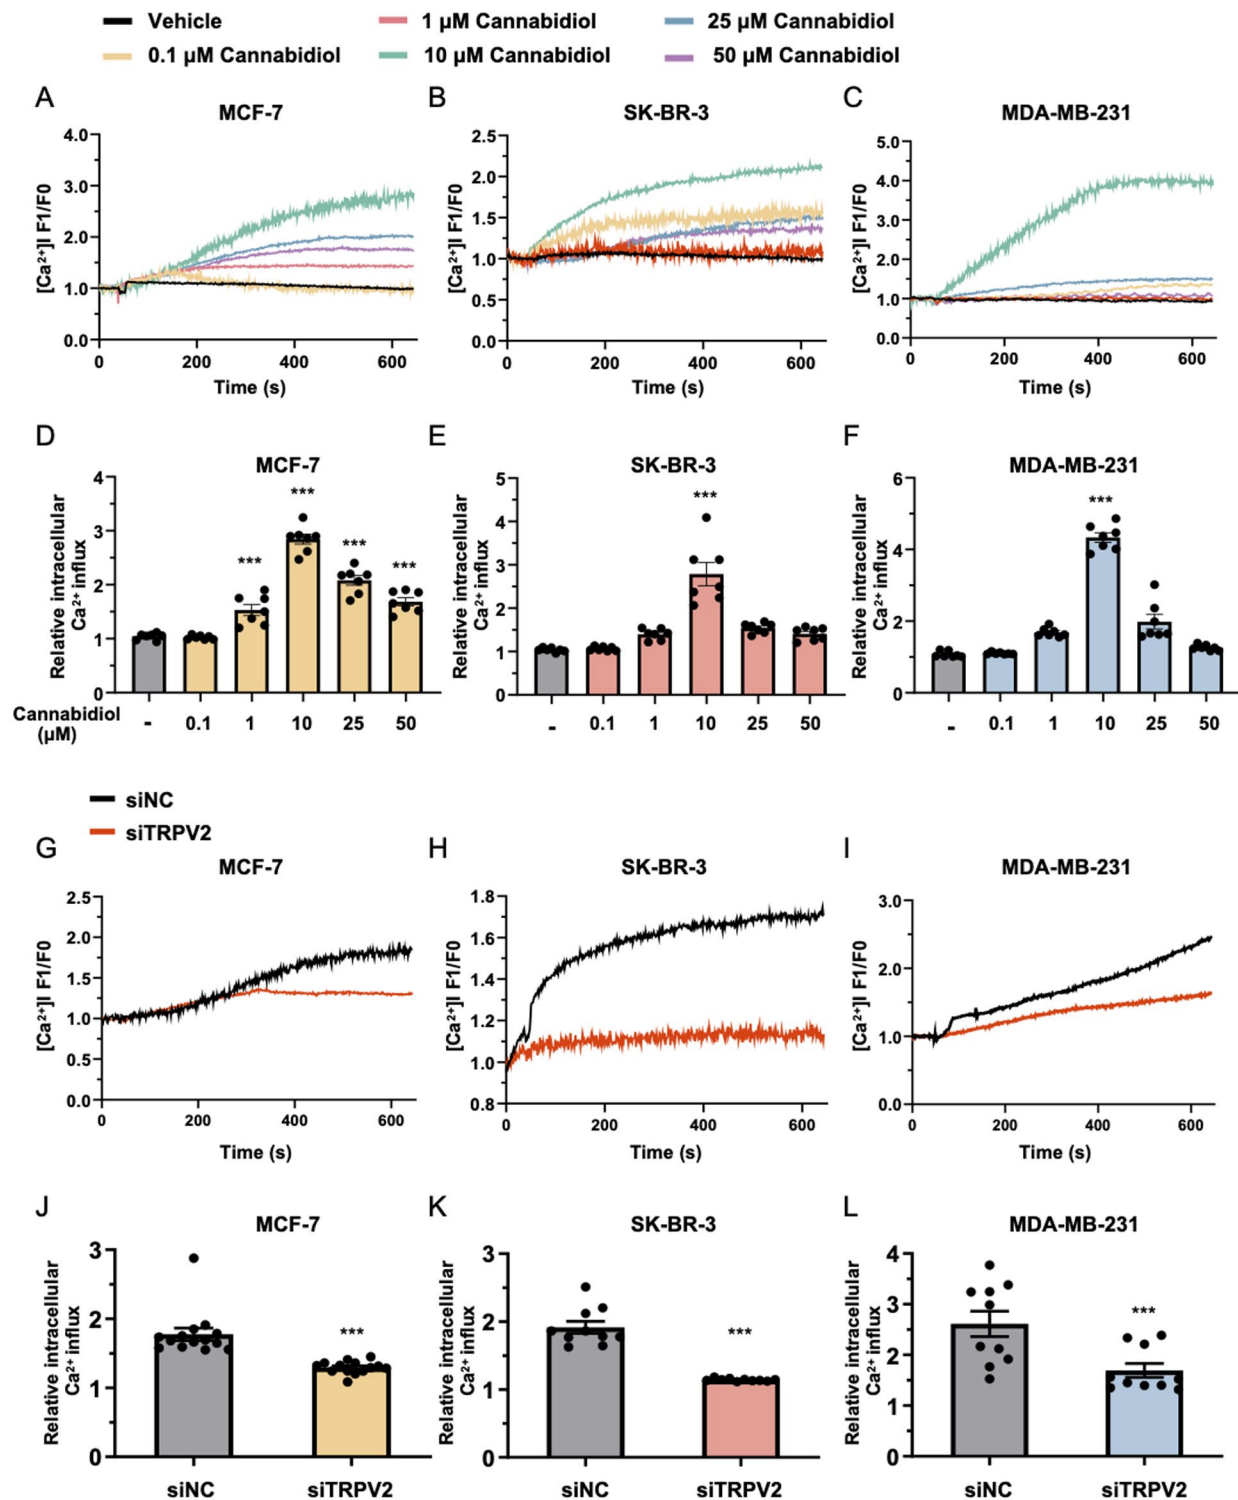 Vehicle 1 µM Cannabidiol 25 µM Cannabidiol
0.1 µM Cannabidiol 10 µM Cannabidiol 50 µM Cannabidiol
A B C
MCF-7 SK-BR-3 MDA-MB-231
[Ca²⁺]I F1/F0
4.0
3.0
2.0
1.0
0.0
0 200 400 600
Time (s)
[Ca²⁺]I F1/F0
2.5
2.0
1.5
1.0
0.5
0.0
0 200 400 600
Time (s)
[Ca²⁺]I F1/F0
5.0
4.0
3.0
2.0
1.0
0.0
0 200 400 600
Time (s)
D E F
MCF-7 SK-BR-3 MDA-MB-231
Relative intracellular
Ca²⁺ influx
4
3
2
1
0
*** *** *** ***
Cannabidiol
(µM)
- 0.1 1 10 25 50
Relative intracellular
Ca²⁺ influx
5
4
3
2
1
0
***
- 0.1 1 10 25 50
Relative intracellular
Ca²⁺ influx
6
4
2
0
***
- 0.1 1 10 25 50
siNC
siTRPV2
G H I
MCF-7 SK-BR-3 MDA-MB-231
[Ca²⁺]I F1/F0
2.5
2.0
1.5
1.0
0.5
0.0
0 200 400 600
Time (s)
[Ca²⁺]I F1/F0
1.8
1.6
1.4
1.2
1.0
0.8
0 200 400 600
Time (s)
[Ca²⁺]I F1/F0
3.0
2.0
1.0
0.0
0 200 400 600
Time (s)
J K L
MCF-7 SK-BR-3 MDA-MB-231
Relative intracellular
Ca²⁺ influx
3
2
1
0
***
siNC siTRPV2
Relative intracellular
Ca²⁺ influx
3
2
1
0
***
siNC siTRPV2
Relative intracellular
Ca²⁺ influx
4
3
2
1
0
***
siNC siTRPV2